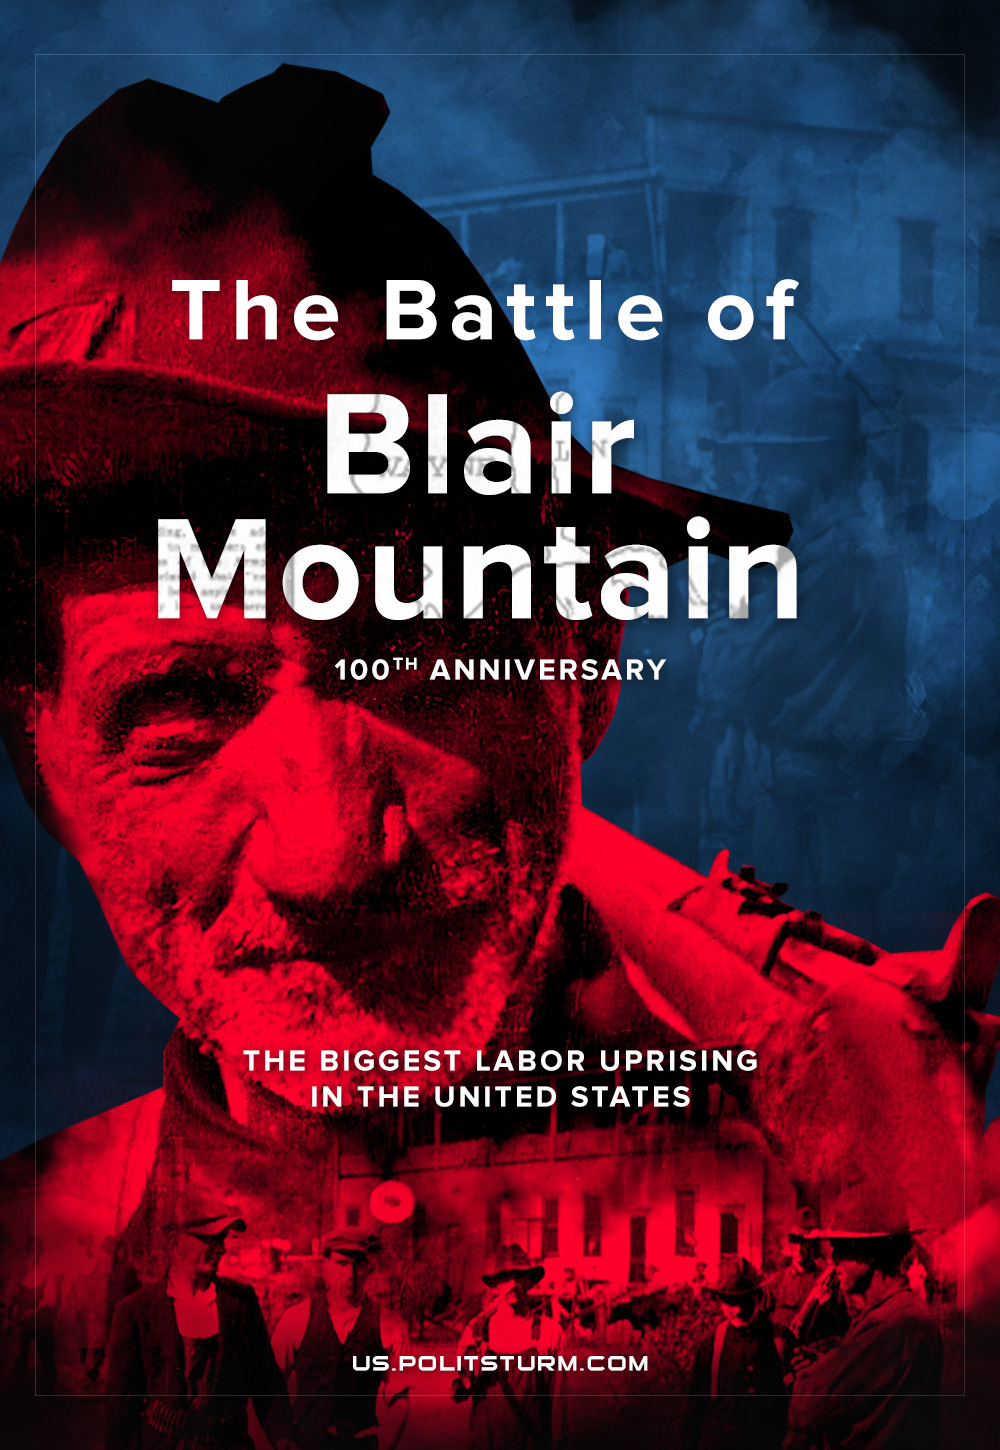 The Battle of
Blair
Mountain
100TH ANNIVERSARY
THE BIGGEST LABOR UPRISING
IN THE UNITED STATES
US.POLITSTURM.COM